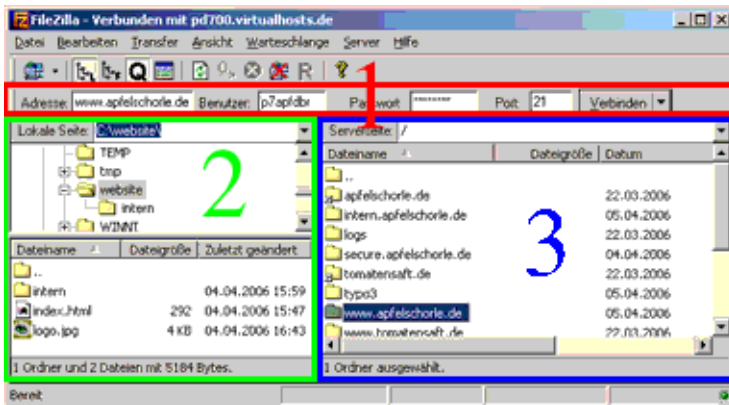 FileZilla - Verbunden mit pd700.virtualhosts.de
Datei Bearbeiten Transfer Ansicht Warteschlange Server Hilfe
1
Adresse: www.apfelschorle.de Benutzer: p7apfdbr Passwort ******** Port: 21 Verbinden
Lokale Seite: C:\website\
TEMP
tmp
website
intern
WINNT
2
Dateiname Dateigröße Zuletzt geändert
..
intern 04.04.2006 15:59
index.html 292 04.04.2006 15:47
logo.jpg 4 KB 04.04.2006 16:43
1 Ordner und 2 Dateien mit 5184 Bytes.
Serverseite: /
Dateiname Dateigröße Datum
..
apfelschorle.de 22.03.2006
intern.apfelschorle.de 05.04.2006
logs 22.03.2006
secure.apfelschorle.de 04.04.2006
tomatensaft.de 22.03.2006
typo3 05.04.2006
www.apfelschorle.de 05.04.2006
www.tomatensaft.de 22.03.2006
3
1 Ordner ausgewählt.
Bereit